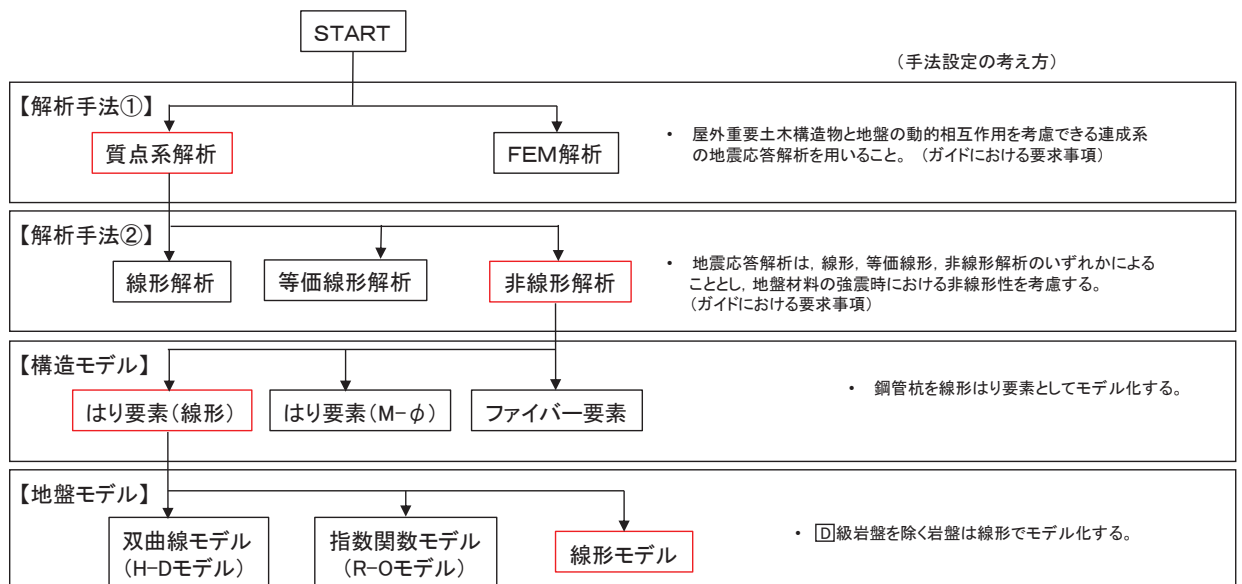 START
(手法設定の考え方)
【解析手法①】
質点系解析
FEM解析
・ 屋外重要土木構造物と地盤の動的相互作用を考慮できる連成系
の地震応答解析を用いること。 (ガイドにおける要求事項)
【解析手法②】
線形解析
等価線形解析
非線形解析
・ 地震応答解析は, 線形, 等価線形, 非線形解析のいずれかによる
こととし, 地盤材料の強震時における非線形性を考慮する。
(ガイドにおける要求事項)
【構造モデル】
はり要素(線形)
はり要素(M-φ)
ファイバー要素
・ 鋼管杭を線形はり要素としてモデル化する。
【地盤モデル】
双曲線モデル
(H-Dモデル)
指数関数モデル
(R-Oモデル)
線形モデル
・ D級岩盤を除く岩盤は線形でモデル化する。